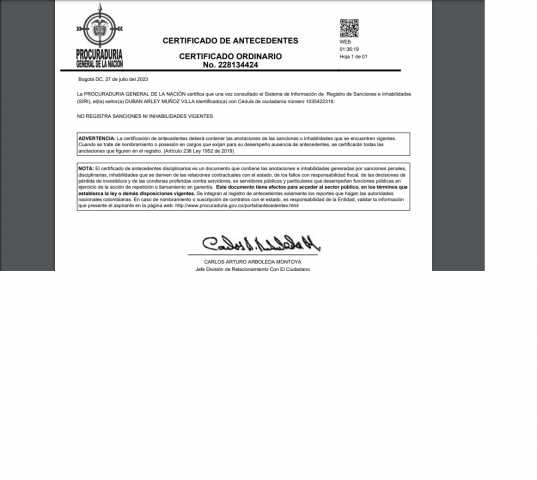 PROCURADURIA
GENERAL DE LA NACION
CERTIFICADO DE ANTECEDENTES
CERTIFICADO ORDINARIO
No. 228134424
WEB
01:36:19
Hoja 1 de 01
Bogotá DC, 27 de julio del 2023
La PROCURADURIA GENERAL DE LA NACIÓN certifica que una vez consultado el Sistema de Información de Registro de Sanciones e Inhabilidades
(SIRI), el(la) señor(a) DUBAN ARLEY MUÑOZ VILLA identificado(a) con Cédula de ciudadanía número
NO REGISTRA SANCIONES NI INHABILIDADES VIGENTES
ADVERTENCIA: La certificación de antecedentes deberá contener las anotaciones de las sanciones o inhabilidades que se encuentren vigentes.
Cuando se trate de nombramiento o posesión en cargos que exijan para su desempeño ausencia de antecedentes, se certificarán todas las
anotaciones que figuren en el registro. (Artículo 238 Ley 1952 de 2019)
NOTA: El certificado de antecedentes disciplinarios es un documento que contiene las anotaciones e inhabilidades generadas por sanciones penales,
disciplinarias, inhabilidades que se deriven de las relaciones contractuales con el estado, de los fallos con responsabilidad fiscal, de las decisiones de
pérdida de investidura y de las condenas proferidas contra servidores, ex servidores públicos y particulares que desempeñen funciones públicas en
ejercicio de la acción de repetición o llamamiento en garantía. Este documento tiene efectos para acceder al sector público, en los términos que
establezca la ley o demás disposiciones vigentes. Se integran al registro de antecedentes solamente los reportes que hagan las autoridades
nacionales colombianas. En caso de nombramiento o suscripción de contratos con el estado, es responsabilidad de la Entidad, validar la información
que presente el aspirante en la página web: http://www.procuraduria.gov.co/portal/antecedentes.html
CARLOS ARTURO ARBOLEDA MONTOYA
Jefe División de Relacionamiento Con El Ciudadano